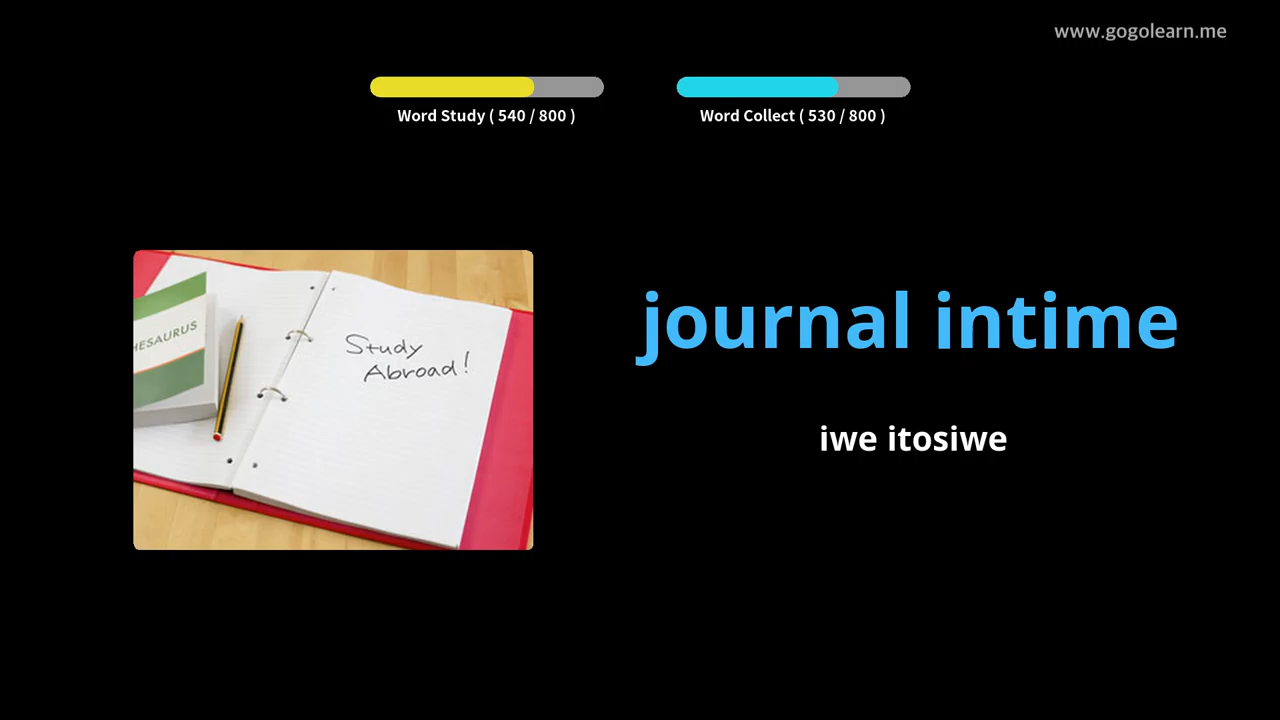 www.gogolearn.me
Word Study ( 540 / 800 )
Word Collect ( 530 / 800 )
HESAURUS
Study
Abroad!
journal intime
iwe itosiwe